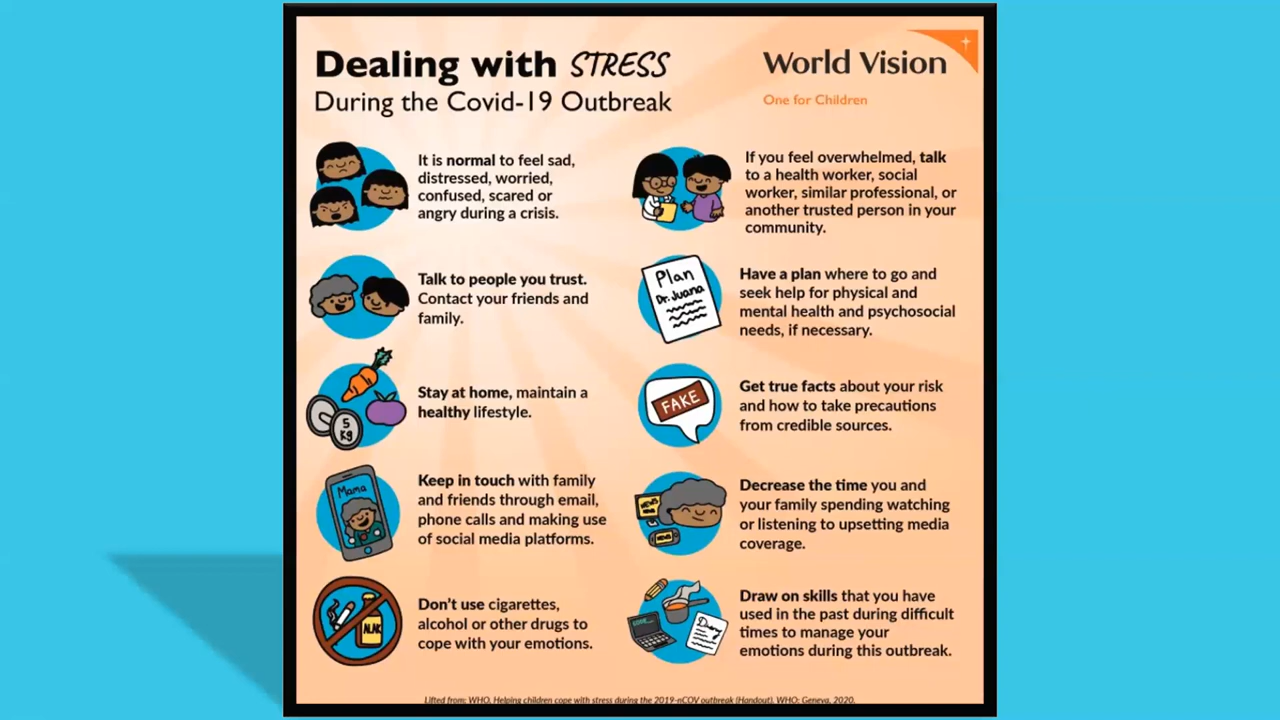 Dealing with STRESS
During the Covid-19 Outbreak
World Vision
One for Children
It is normal to feel sad,
distressed, worried,
confused, scared or
angry during a crisis.
Talk to people you trust.
Contact your friends and
family.
Stay at home, maintain a
healthy lifestyle.
5
Kg
Keep in touch with family
and friends through email,
phone calls and making use
of social media platforms.
Mama
Don't use cigarettes,
alcohol or other drugs to
cope with your emotions.
ALAK
If you feel overwhelmed, talk
to a health worker, social
worker, similar professional, or
another trusted person in your
community.
Plan
Dr. Juana
Have a plan where to go and
seek help for physical and
mental health and psychosocial
needs, if necessary.
FAKE
Get true facts about your risk
and how to take precautions
from credible sources.
NEWS
NEWS
Decrease the time you and
your family spending watching
or listening to upsetting media
coverage.
Diary
Draw on skills that you have
used in the past during difficult
times to manage your
emotions during this outbreak.
Lifted from: WHO. Helping children cope with stress during the 2019-nCOV outbreak (Handout). WHO: Geneva, 2020.